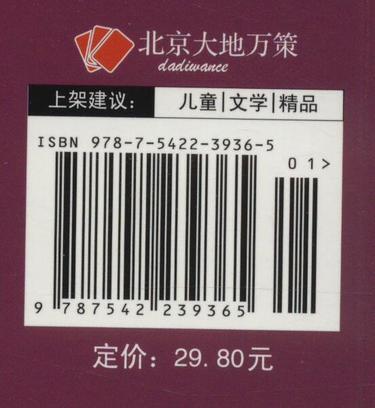 北京大地万策
dadiwance
上架建议： 儿童|文学|精品
ISBN 978-7-5422-3936-5
01>
9 787542 239365
定价：29.80元